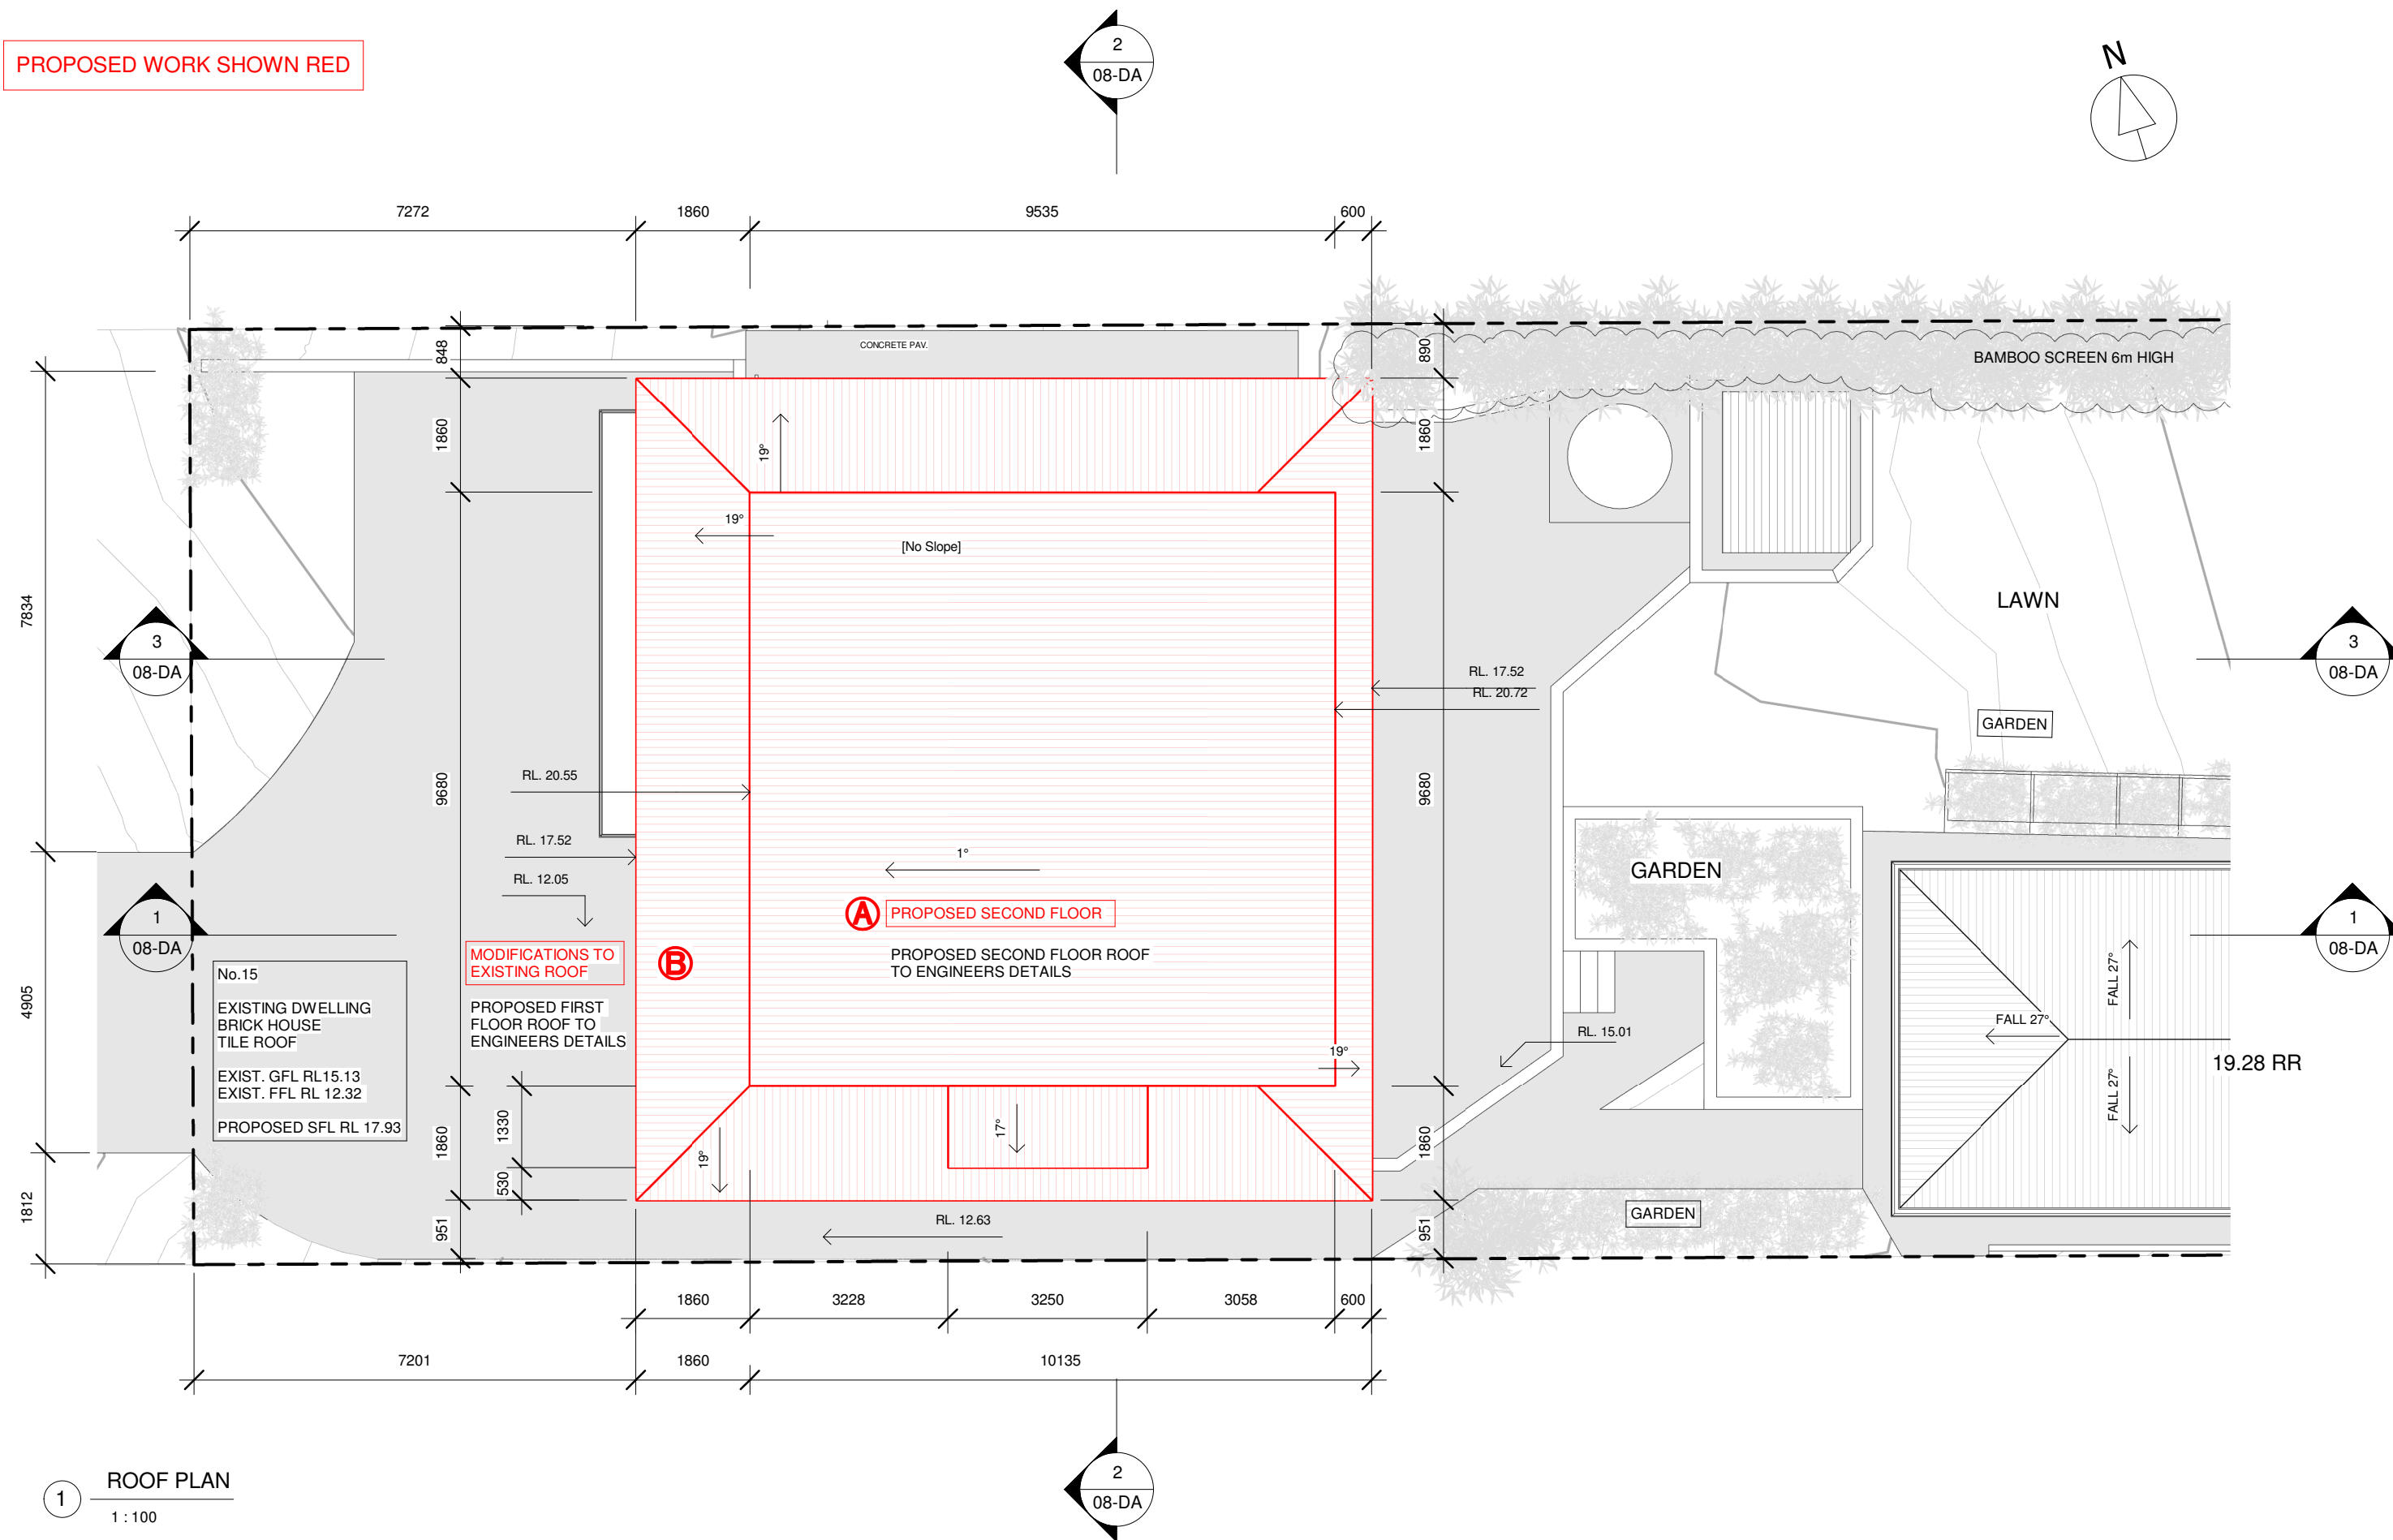 PROPOSED WORK SHOWN RED
2
08-DA
N
7272
1860
9535
600
848
890
CONCRETE PAV.
BAMBOO SCREEN 6m HIGH
1860
19°
1860
19°
[No Slope]
7834
LAWN
3
08-DA
3
08-DA
RL. 17.52
RL. 20.72
GARDEN
RL. 20.55
9680
9680
RL. 17.52
1°
RL. 12.05
GARDEN
A
PROPOSED SECOND FLOOR
1
08-DA
1
08-DA
MODIFICATIONS TO
EXISTING ROOF
B
PROPOSED SECOND FLOOR ROOF
TO ENGINEERS DETAILS
No.15
EXISTING DWELLING
BRICK HOUSE
TILE ROOF
EXIST. GFL RL15.13
EXIST. FFL RL 12.32
PROPOSED SFL RL 17.93
PROPOSED FIRST
FLOOR ROOF TO
ENGINEERS DETAILS
4905
FALL 27°
FALL 27°
FALL 27°
RL. 15.01
19°
19.28 RR
1860
1330
530
19°
17°
1860
1812
951
RL. 12.63
951
GARDEN
1860
3228
3250
3058
600
7201
1860
10135
2
08-DA
1
ROOF PLAN
1 : 100